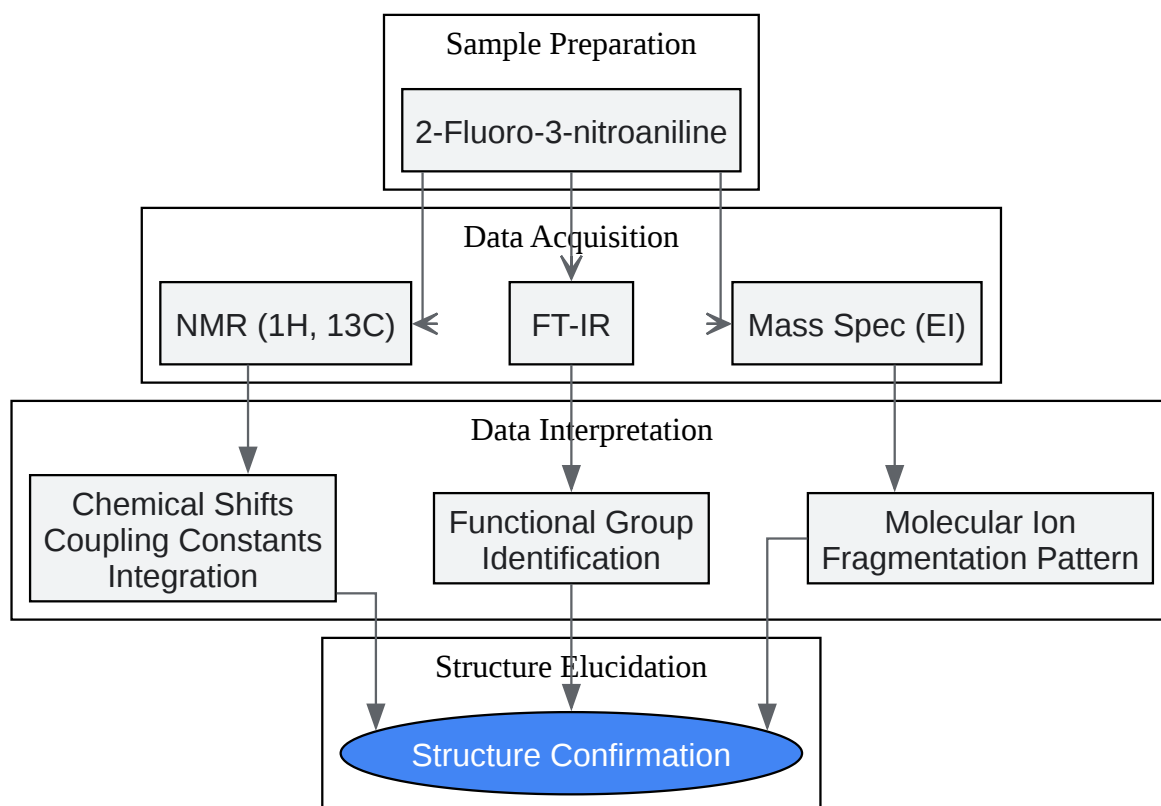 Sample Preparation
2-Fluoro-3-nitroaniline
Data Acquisition
NMR (1H, 13C)
FT-IR
Mass Spec (EI)
Data Interpretation
Chemical Shifts
Coupling Constants
Integration
Functional Group
Identification
Molecular Ion
Fragmentation Pattern
Structure Elucidation
Structure Confirmation